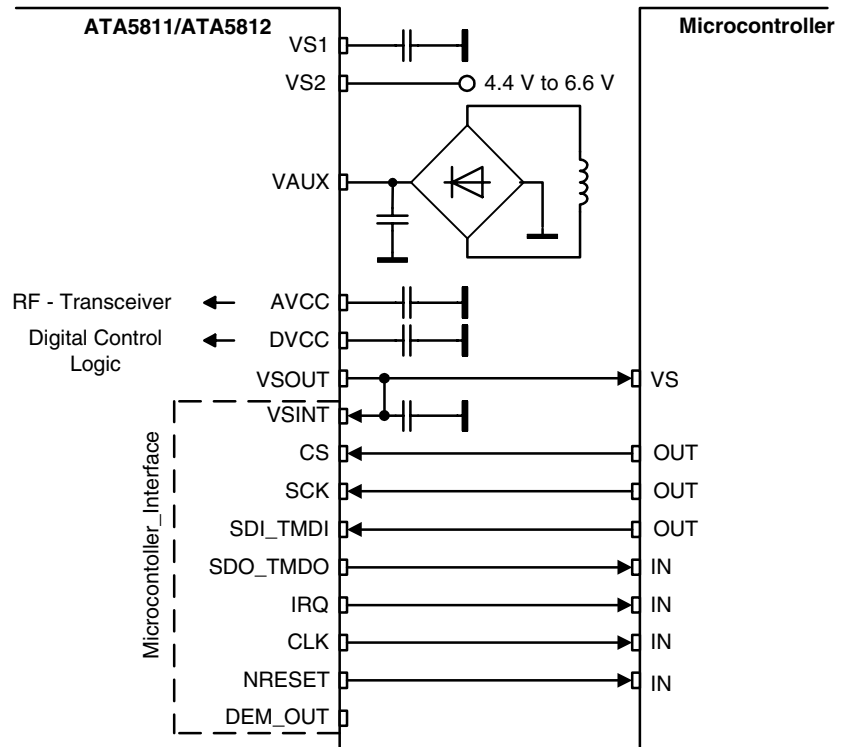 ATA5811/ATA5812
Microcontroller
VS1
VS2
4.4 V to 6.6 V
VAUX
RF - Transceiver
AVCC
Digital Control
Logic
DVCC
VSOUT
VS
VSINT
CS
OUT
SCK
OUT
SDI_TMDI
OUT
SDO_TMDO
IN
IRQ
IN
CLK
IN
NRESET
IN
DEM_OUT
Microcontoller_Interface